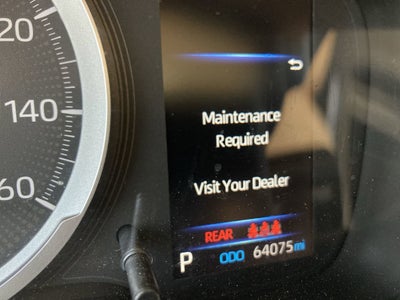 20
140
60
Maintenance
Required
Visit Your Dealer
REAR
P ODO 64075 mi